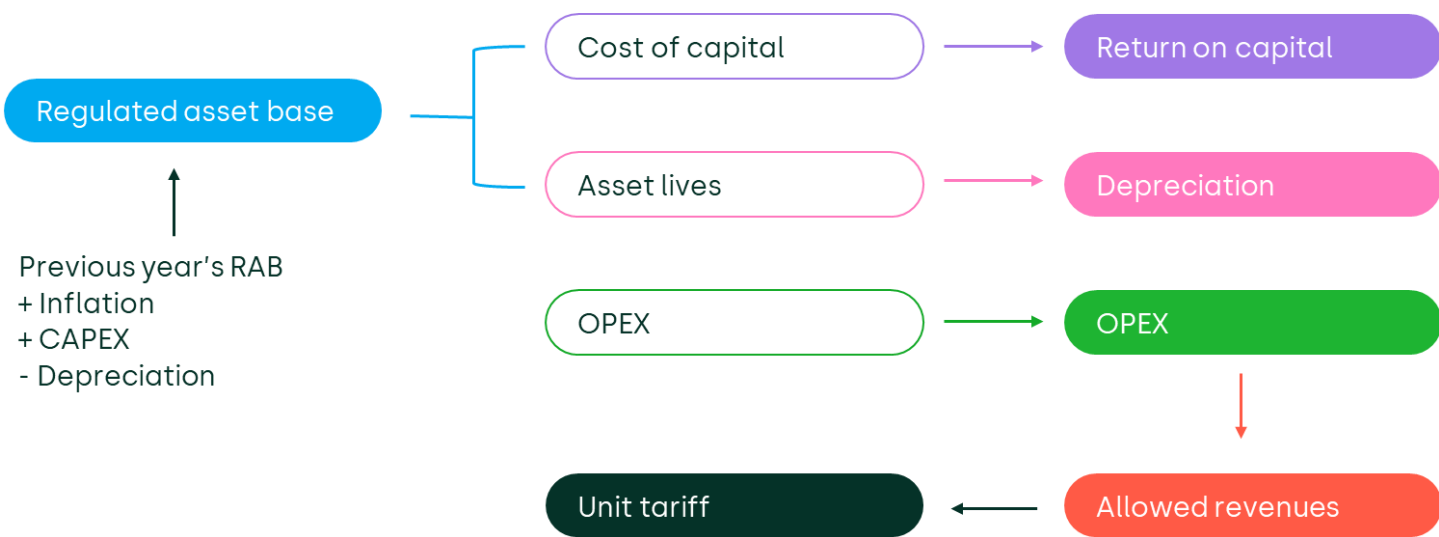 Cost of capital
Return on capital
Regulated asset base
Asset lives
Depreciation
Previous year’s RAB
+ Inflation
+ CAPEX
- Depreciation
OPEX
OPEX
Unit tariff
Allowed revenues